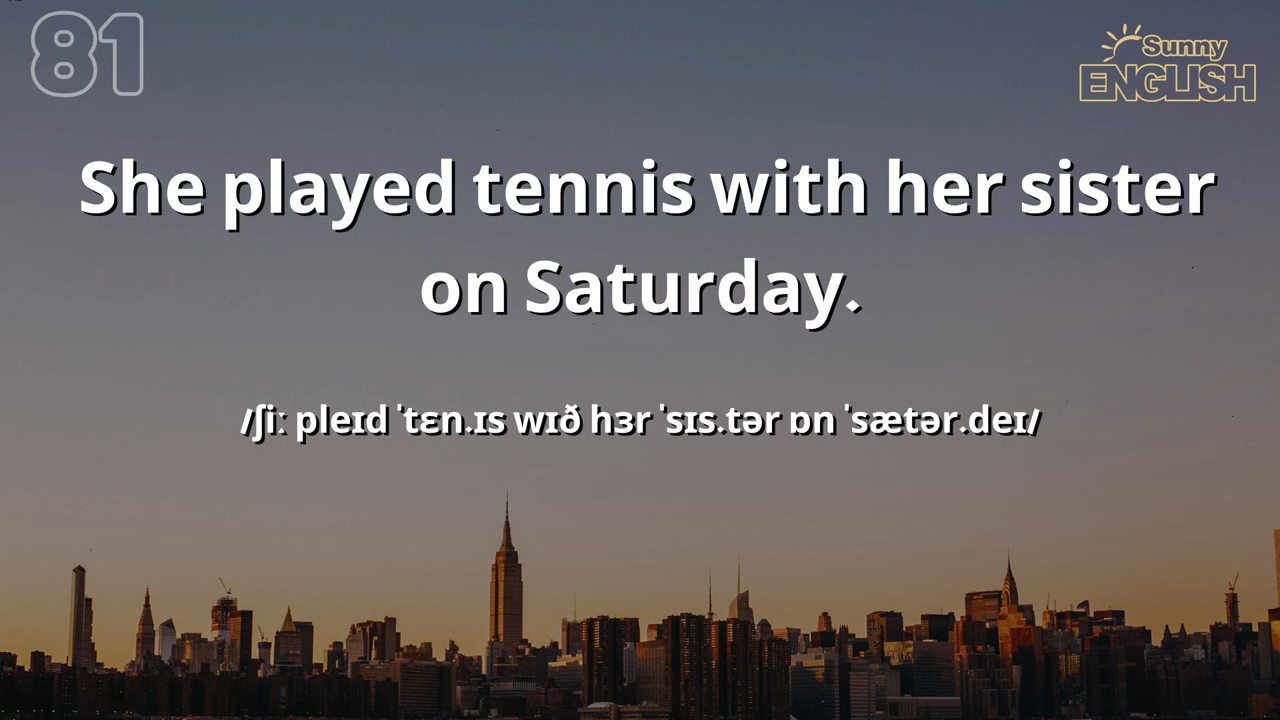 81
Sunny
ENGLISH
She played tennis with her sister
on Saturday.
/ʃiː pleɪd ˈtɛn.ɪs wɪð hɜr ˈsɪs.tər ɒn ˈsætər.deɪ/